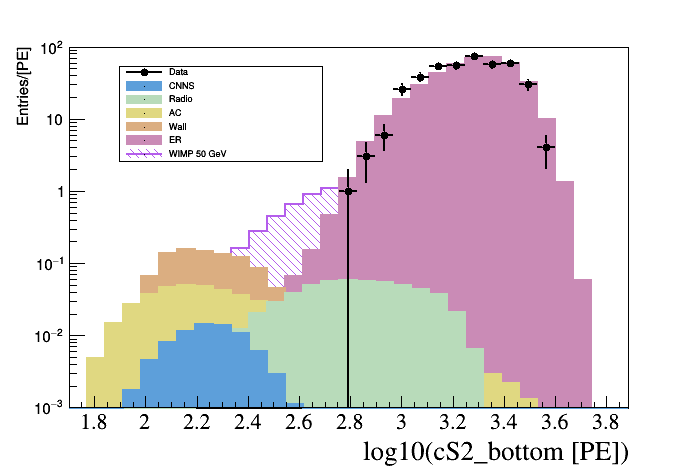 Entries/[PE]
10²
10
1
10⁻¹
10⁻²
10⁻³
Data
CNNS
Radio
AC
Wall
ER
WIMP 50 GeV
1.8 2 2.2 2.4 2.6 2.8 3 3.2 3.4 3.6 3.8
log10(cS2_bottom [PE])